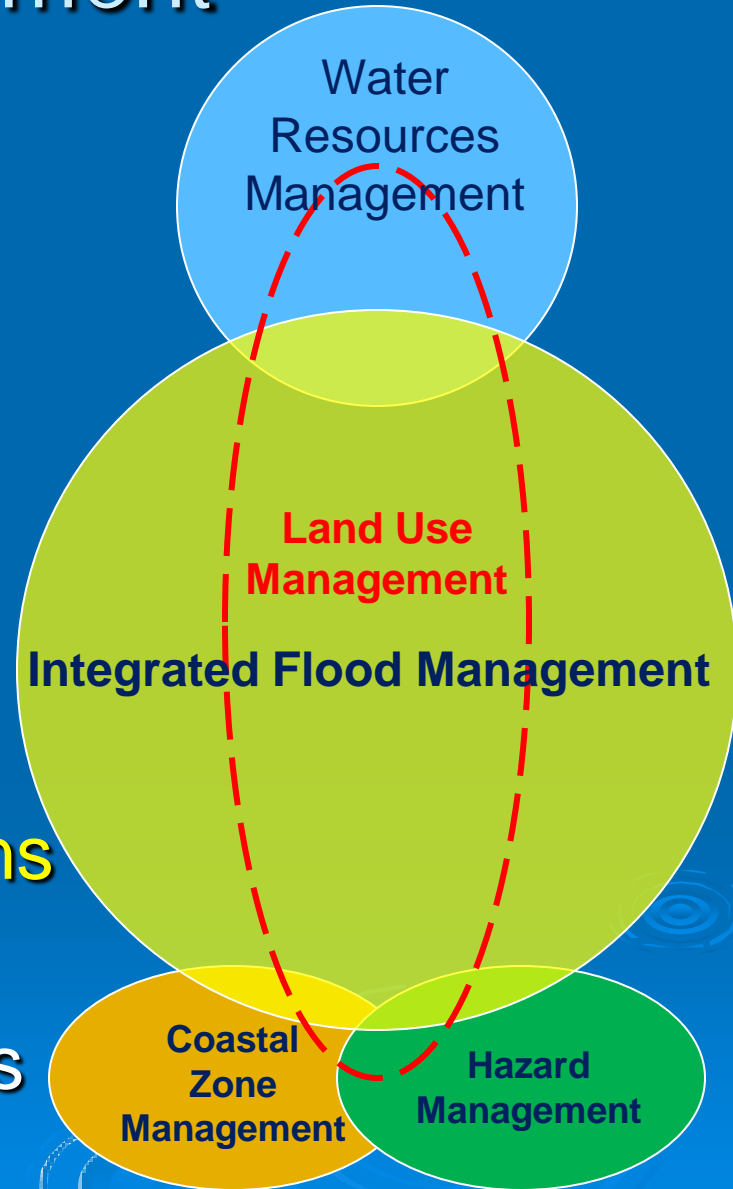 Water
Resources
Management
Land Use
Management
Integrated Flood Management
Coastal
Zone
Management
Hazard
Management